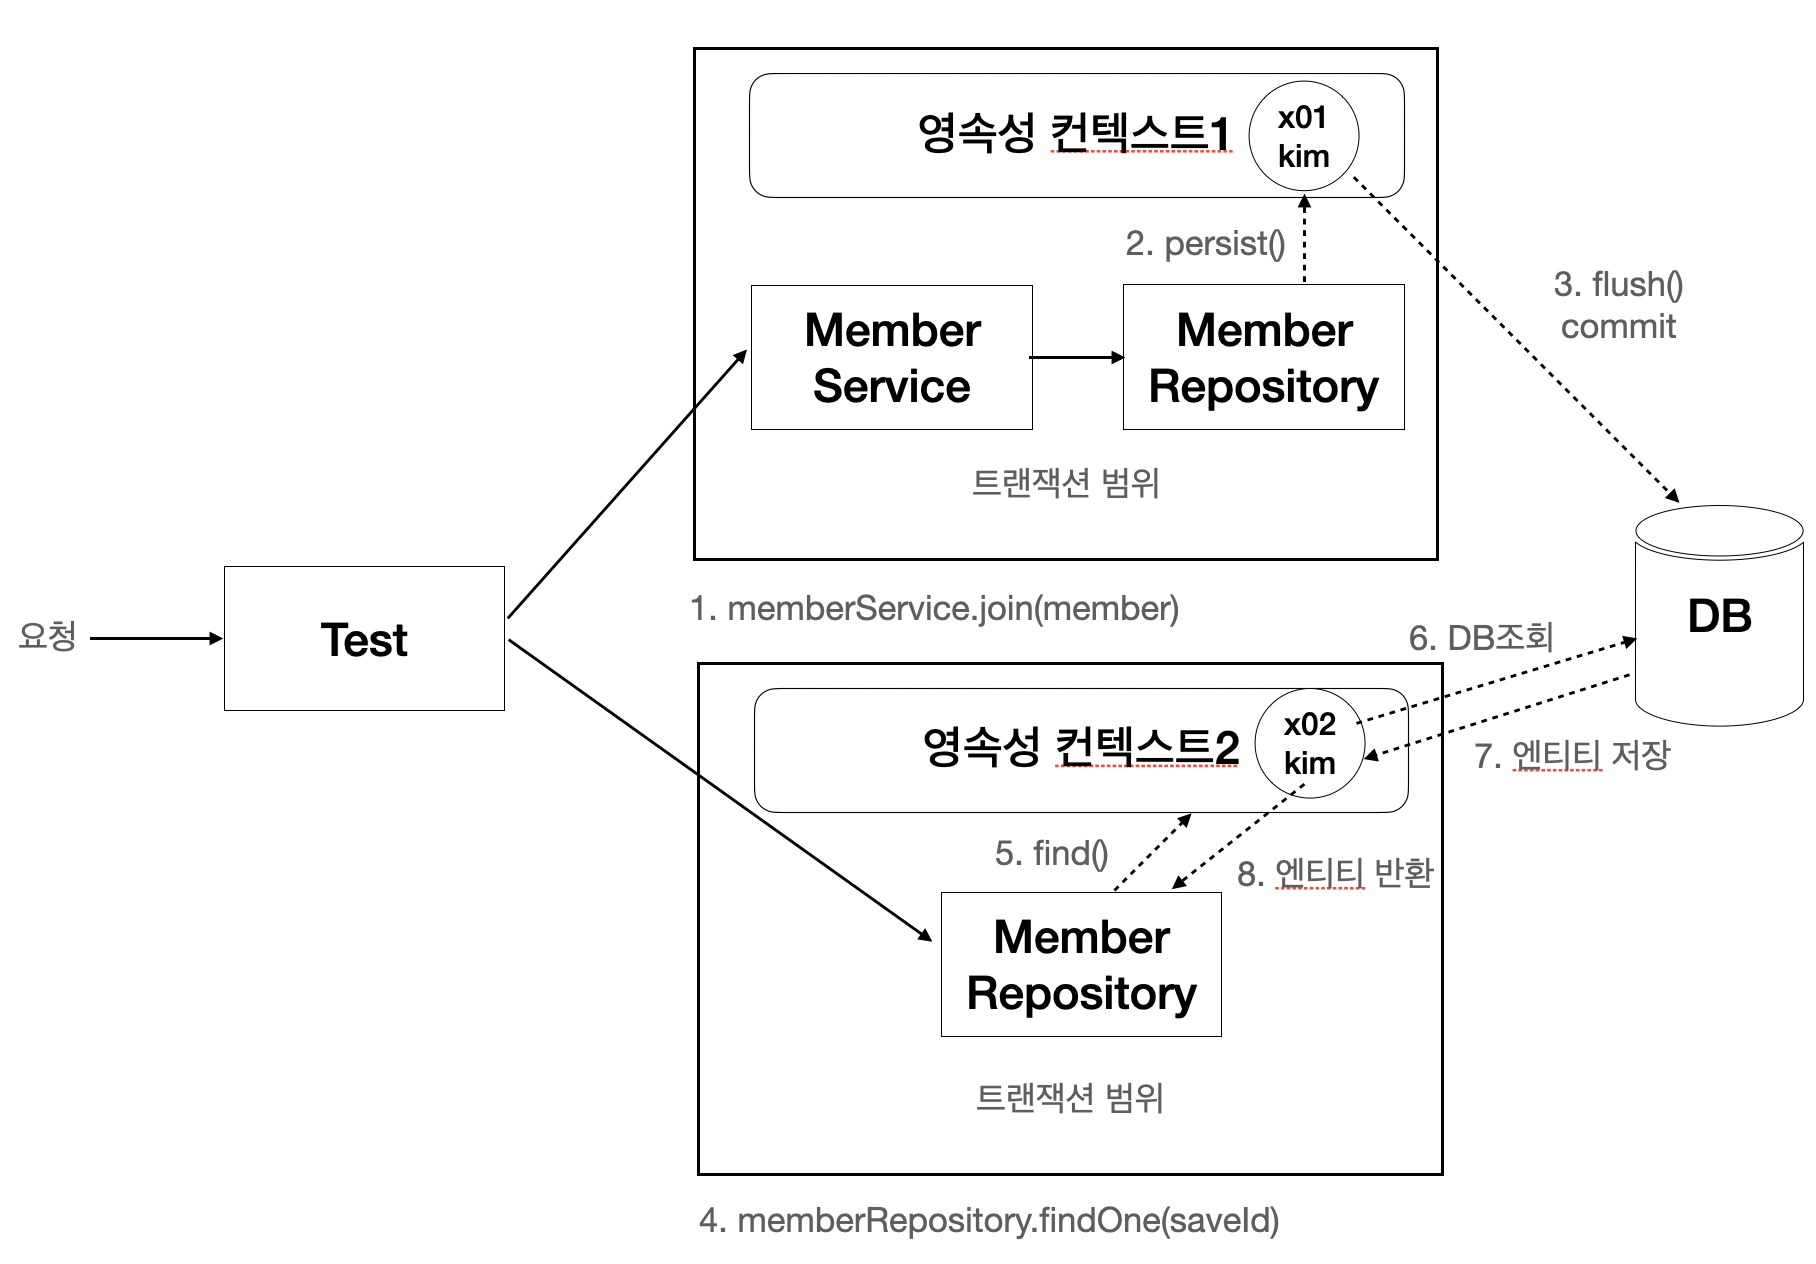 영속성 컨텍스트1
x01
kim
2. persist()
3. flush()
commit
Member
Service
Member
Repository
트랜잭션 범위
1. memberService.join(member)
요청
Test
DB
6. DB조회
영속성 컨텍스트2
x02
kim
7. 엔티티 저장
5. find()
8. 엔티티 반환
Member
Repository
트랜잭션 범위
4. memberRepository.findOne(saveId)